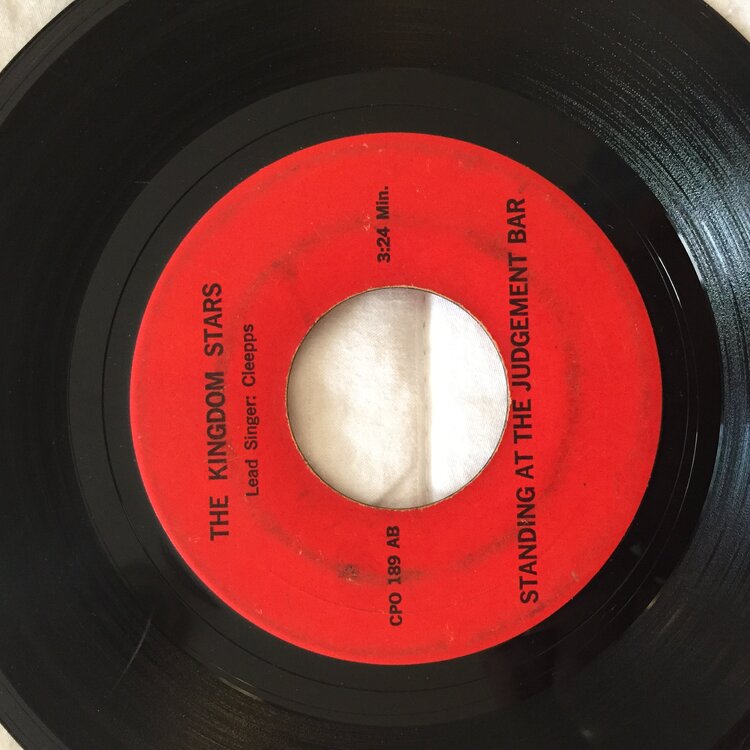 THE KINGDOM STARS
Lead Singer: Cleepps
CPO 189 AB
3:24 Min.
STANDING AT THE JUDGEMENT BAR